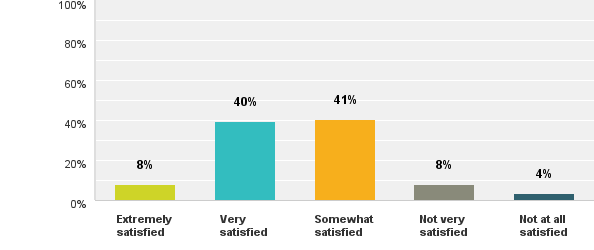 100%
80%
60%
40%
20%
0%
8%
40%
41%
8%
4%
Extremely
satisfied
Very
satisfied
Somewhat
satisfied
Not very
satisfied
Not at all
satisfied